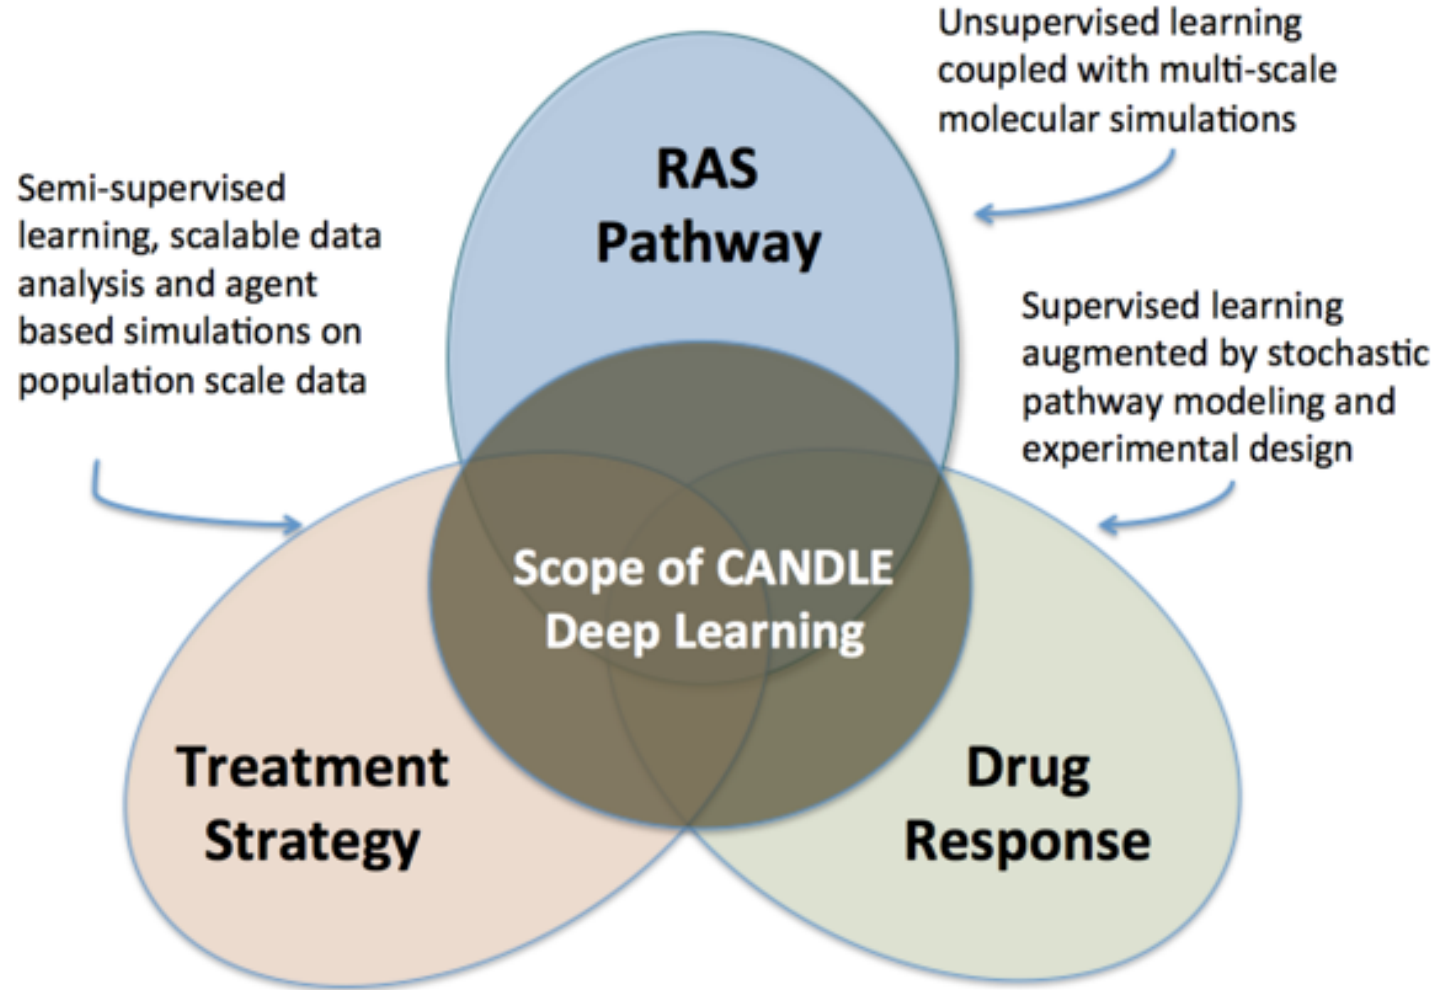 Unsupervised learning
coupled with multi-scale
molecular simulations
RAS
Pathway
Semi-supervised
learning, scalable data
analysis and agent
based simulations on
population scale data
Supervised learning
augmented by stochastic
pathway modeling and
experimental design
Scope of CANDLE
Deep Learning
Treatment
Strategy
Drug
Response